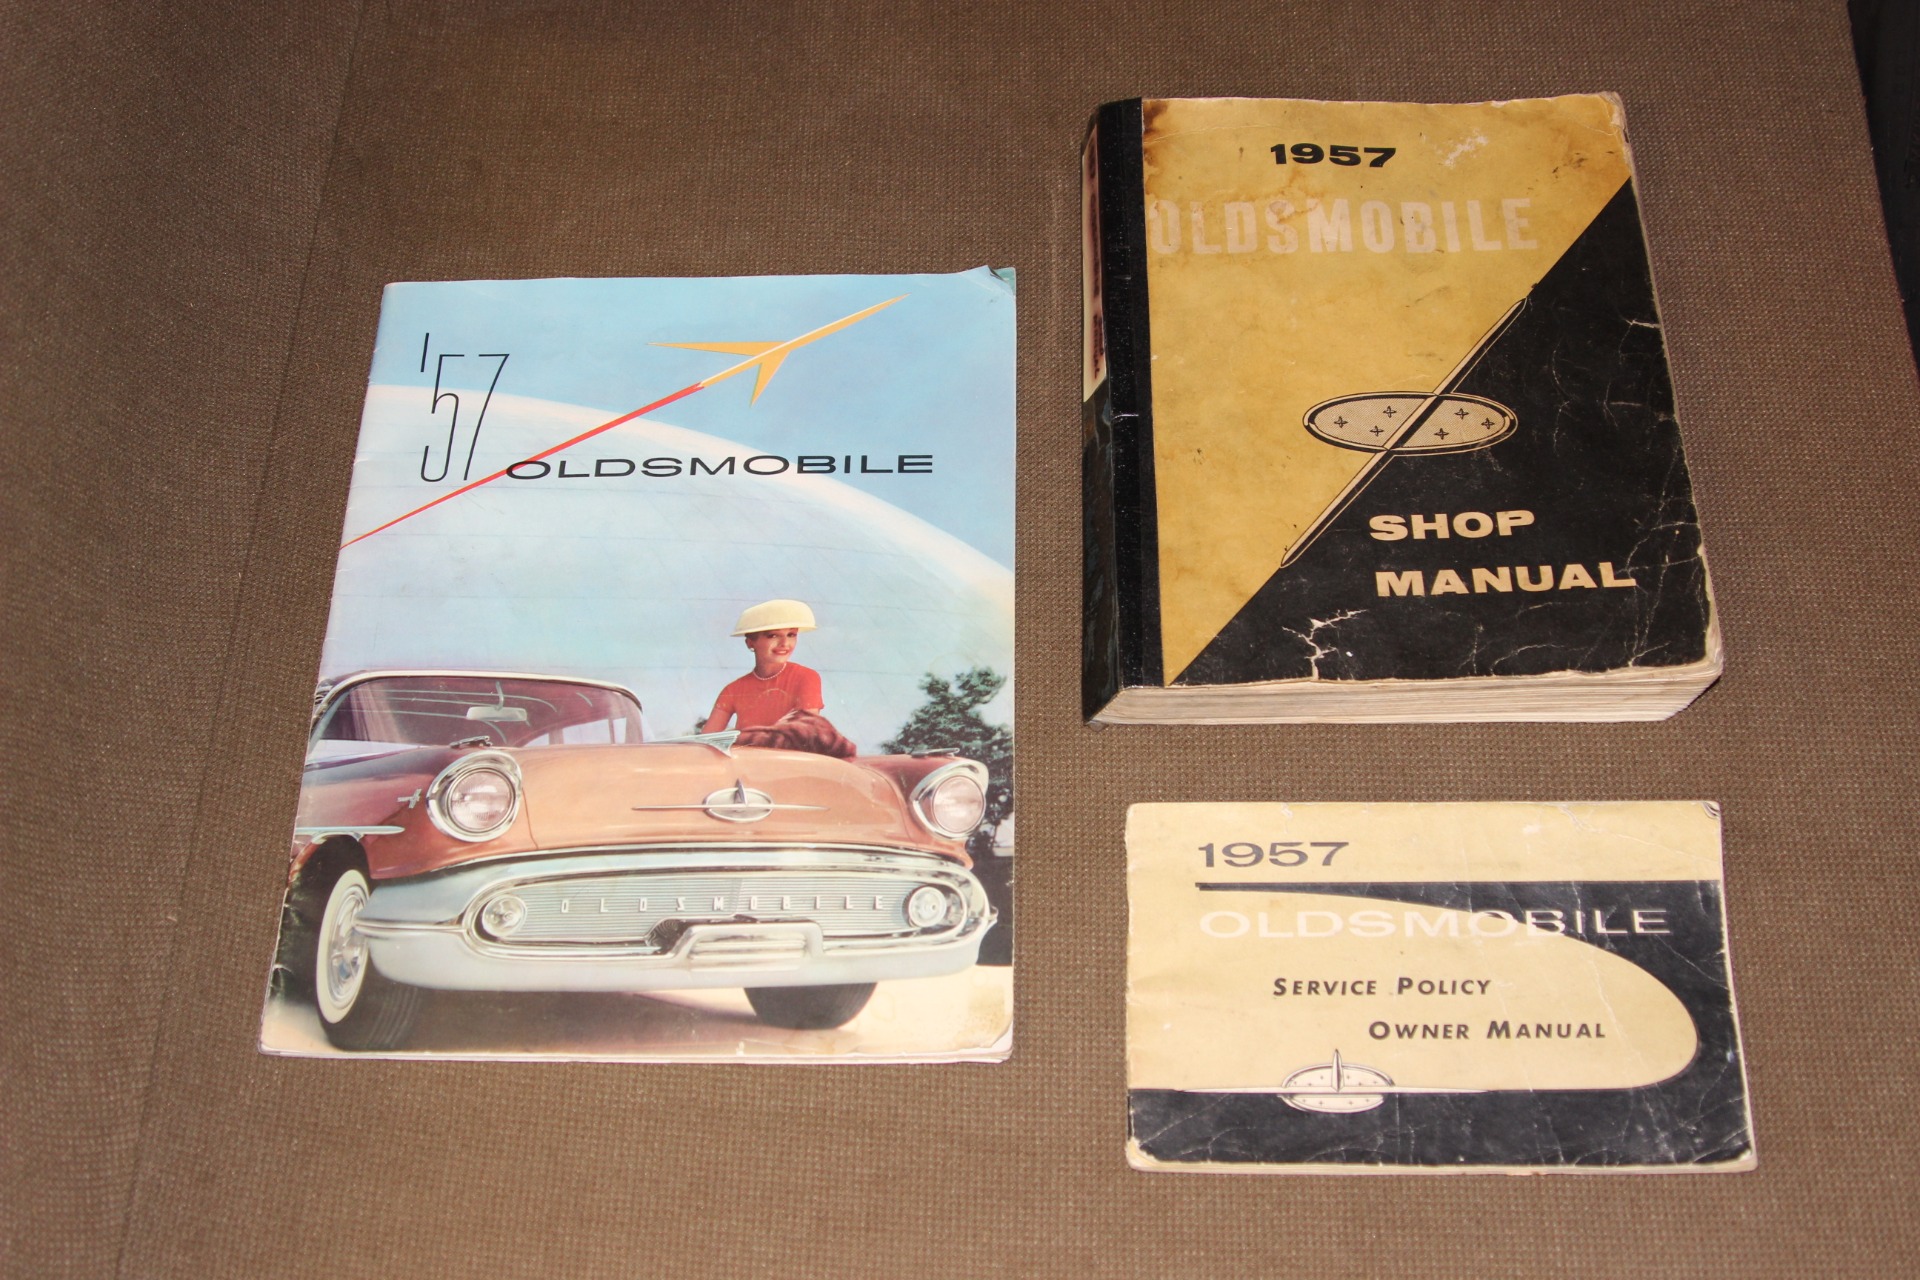 '57 OLDSMOBILE
OLDSMOBILE
1957
OLDSMOBILE
SHOP
MANUAL
1957
OLDSMOBILE
SERVICE POLICY
OWNER MANUAL